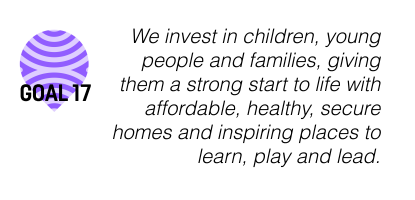 GOAL 17
We invest in children, young
people and families, giving
them a strong start to life with
affordable, healthy, secure
homes and inspiring places to
learn, play and lead.